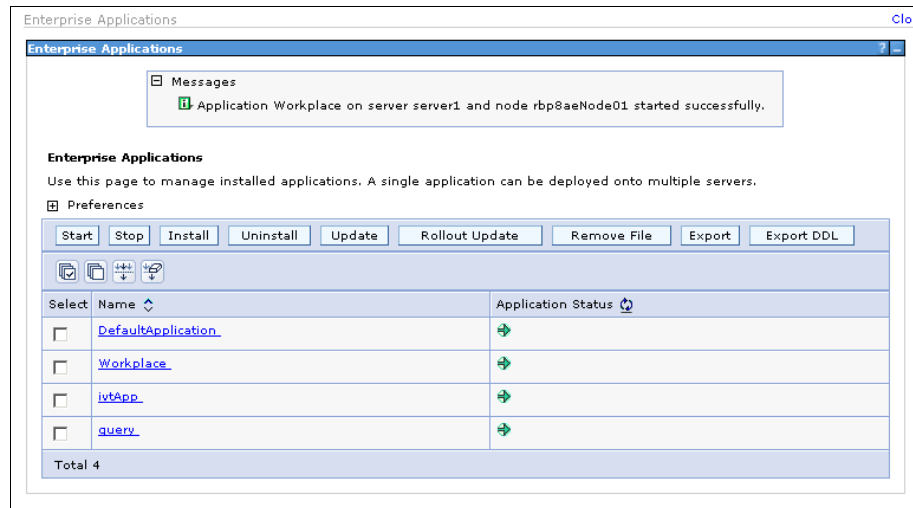 Enterprise Applications Clo
Enterprise Applications ? _
Messages
Application Workplace on server server1 and node rbp8aeNode01 started successfully.
Enterprise Applications
Use this page to manage installed applications. A single application can be deployed onto multiple servers.
Preferences
Start Stop Install Uninstall Update Rollout Update Remove File Export Export DDL
Select Name Application Status
DefaultApplication
Workplace
ivtApp
query
Total 4